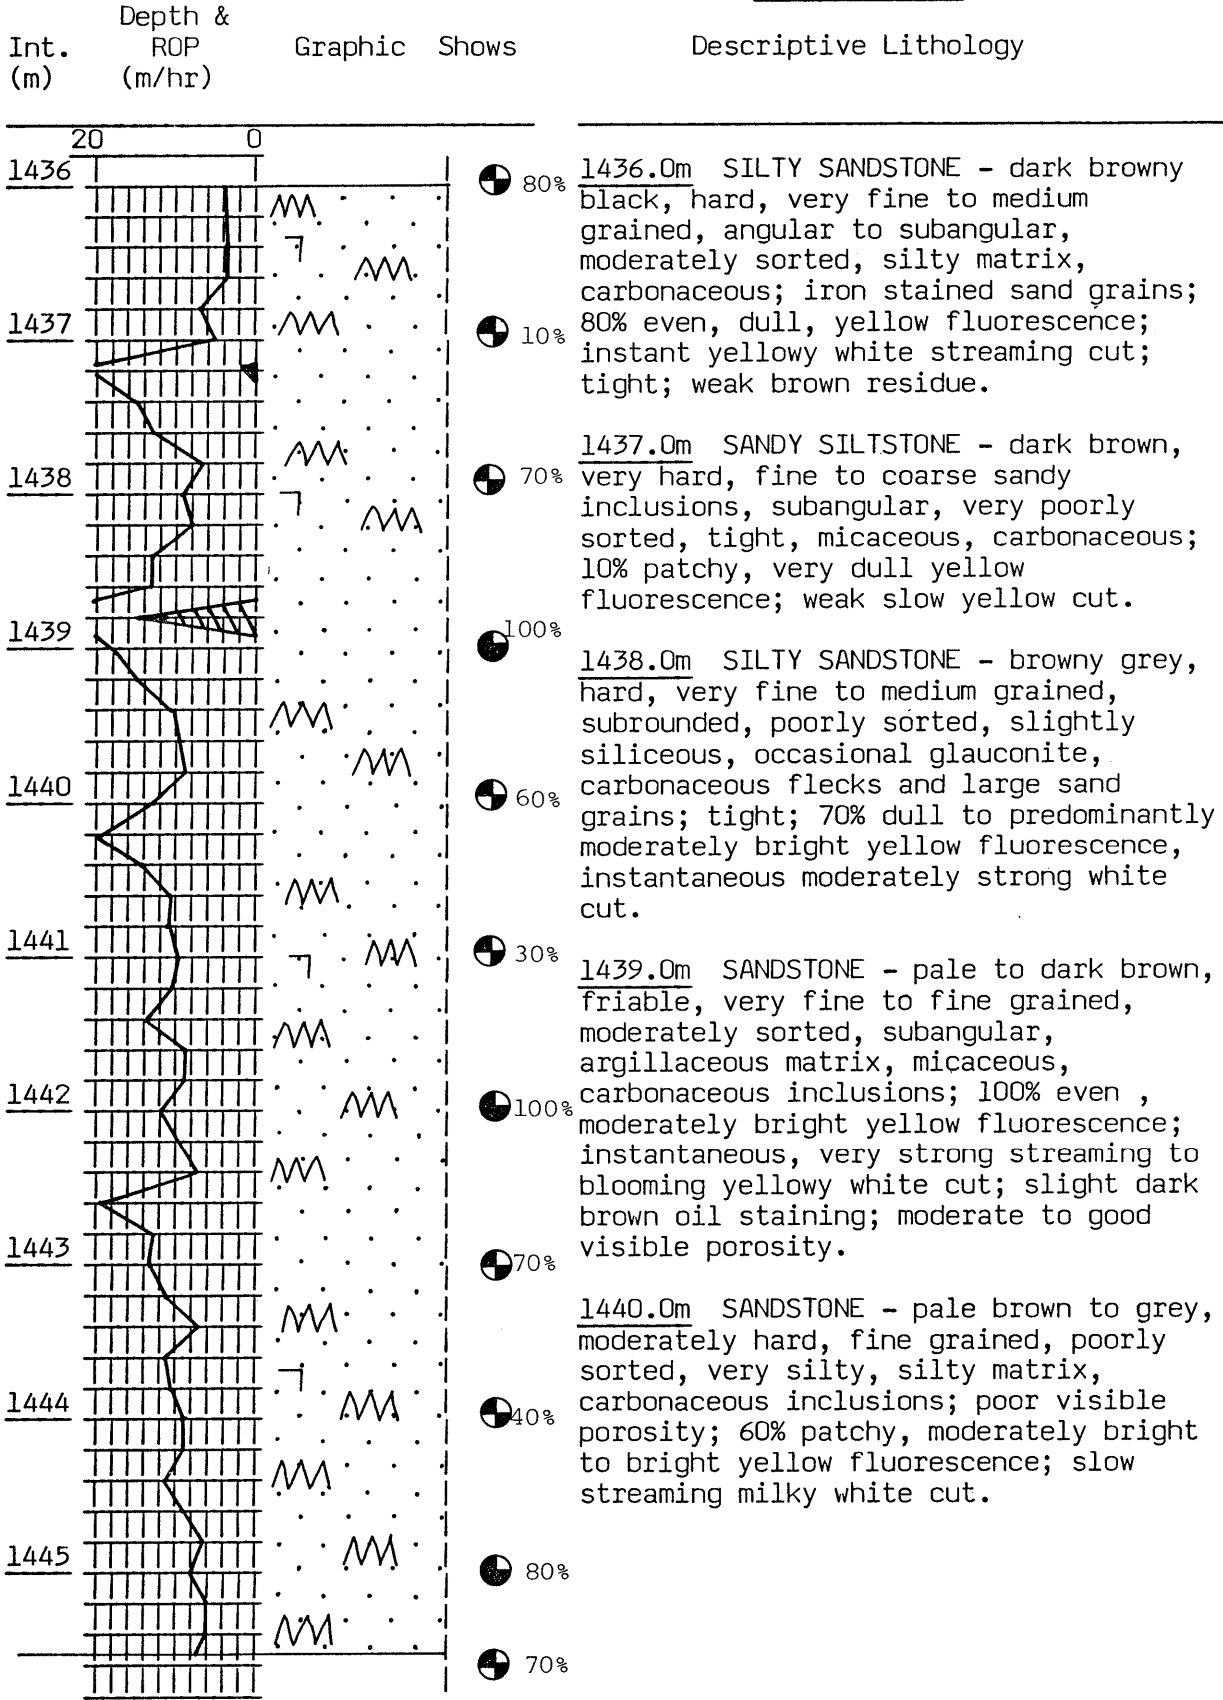 Depth &
Int. ROP Graphic Shows Descriptive Lithology
(m) (m/hr)
20 0
1436
80%
1437
10%
1438
70%
1439
100%
1440
60%
1441
30%
1442
100%
1443
70%
1444
40%
1445
80%
70%
1436.0m SILTY SANDSTONE - dark browny
black, hard, very fine to medium
grained, angular to subangular,
moderately sorted, silty matrix,
carbonaceous; iron stained sand grains;
80% even, dull, yellow fluorescence;
instant yellowy white streaming cut;
tight; weak brown residue.
1437.0m SANDY SILTSTONE - dark brown,
very hard, fine to coarse sandy
inclusions, subangular, very poorly
sorted, tight, micaceous, carbonaceous;
10% patchy, very dull yellow
fluorescence; weak slow yellow cut.
1438.0m SILTY SANDSTONE - browny grey,
hard, very fine to medium grained,
subrounded, poorly sorted, slightly
siliceous, occasional glauconite,
carbonaceous flecks and large sand
grains; tight; 70% dull to predominantly
moderately bright yellow fluorescence,
instantaneous moderately strong white
cut.
1439.0m SANDSTONE - pale to dark brown,
friable, very fine to fine grained,
moderately sorted, subangular,
argillaceous matrix, micaceous,
carbonaceous inclusions; 100% even ,
moderately bright yellow fluorescence;
instantaneous, very strong streaming to
blooming yellowy white cut; slight dark
brown oil staining; moderate to good
visible porosity.
1440.0m SANDSTONE - pale brown to grey,
moderately hard, fine grained, poorly
sorted, very silty, silty matrix,
carbonaceous inclusions; poor visible
porosity; 60% patchy, moderately bright
to bright yellow fluorescence; slow
streaming milky white cut.